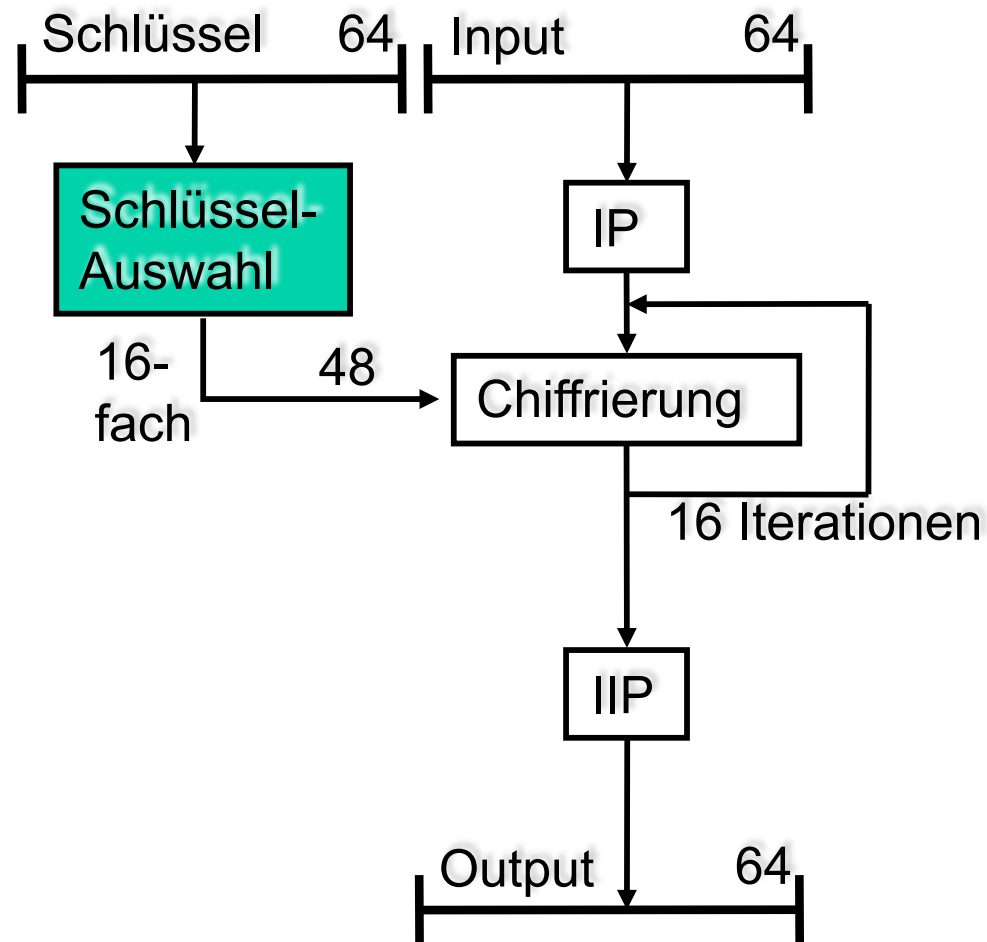 Schlüssel 64
Input 64
Schlüssel-
Auswahl
IP
16-
fach
48
Chiffrierung
16 Iterationen
IIP
Output 64